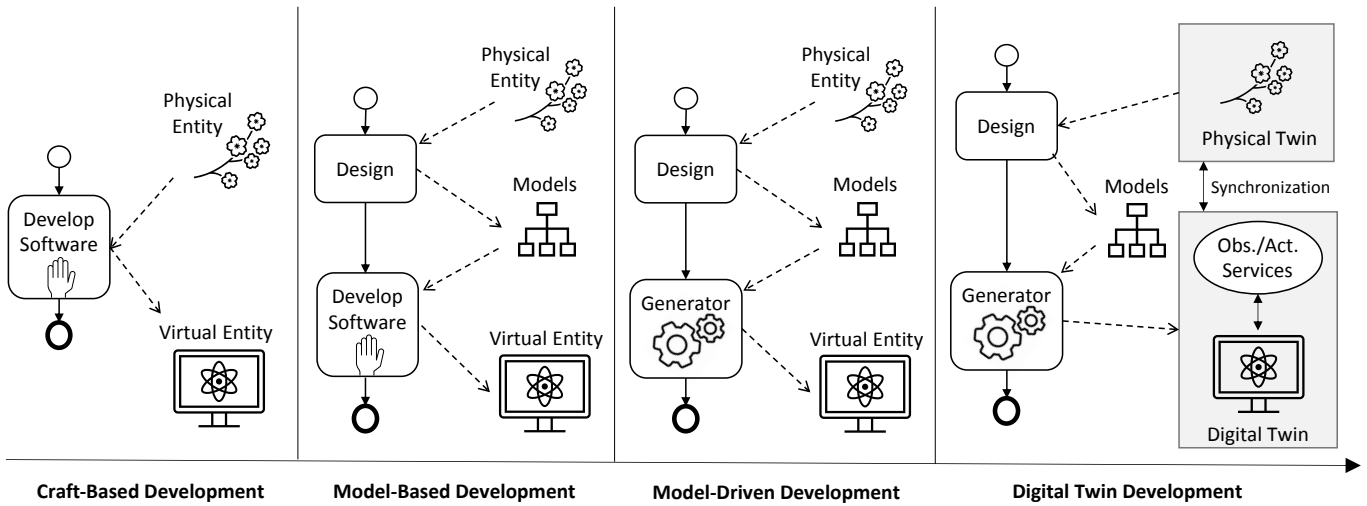 Physical
Entity
Develop
Software
Virtual Entity
Craft-Based Development
Physical
Entity
Design
Models
Develop
Software
Virtual Entity
Model-Based Development
Physical
Entity
Design
Models
Generator
Virtual Entity
Model-Driven Development
Design
Physical Twin
Models
Synchronization
Obs./Act.
Services
Generator
Digital Twin
Digital Twin Development